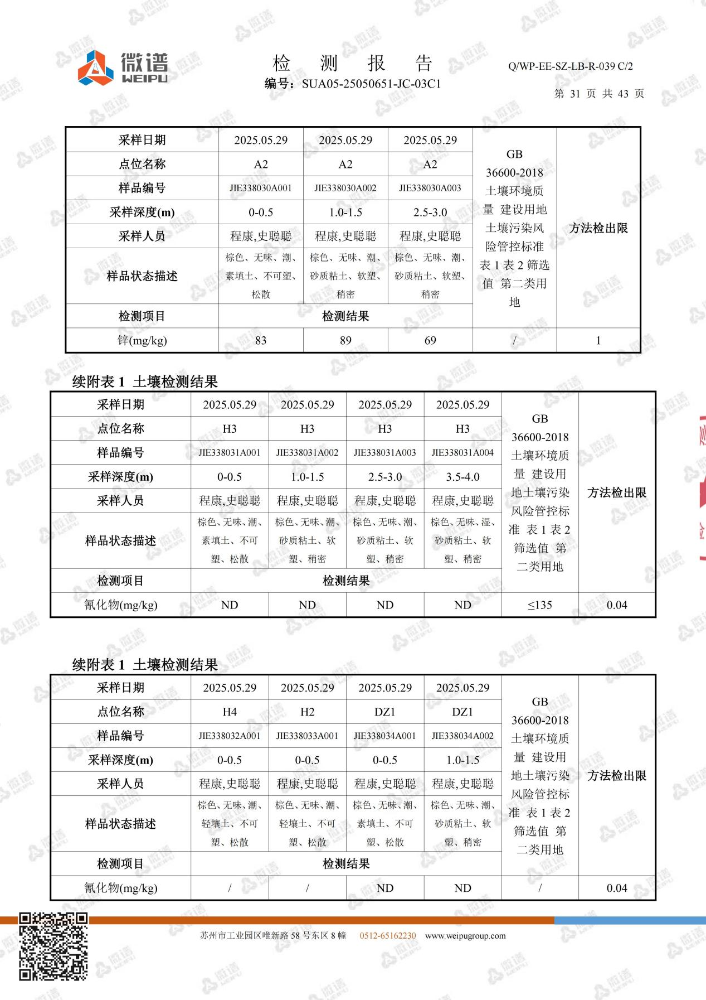 微谱
WEIPU
检 测 报 告
编号：SUA05-25050651-JC-03C1
Q/WP-EE-SZ-LB-R-039 C/2
第 31 页 共 43 页
采样日期 2025.05.29 2025.05.29 2025.05.29
点位名称 A2 A2 A2
样品编号 JIE338030A001 JIE338030A002 JIE338030A003
采样深度(m) 0-0.5 1.0-1.5 2.5-3.0
采样人员 程康,史聪聪 程康,史聪聪 程康,史聪聪
样品状态描述
棕色、无味、潮、
素填土、不可塑、
松散
棕色、无味、潮、
砂质粘土、软塑、
稍密
棕色、无味、潮、
砂质粘土、软塑、
稍密
GB
36600-2018
土壤环境质
量 建设用地
土壤污染风
险管控标准
表 1 表 2 筛选
值 第二类用
地
方法检出限
检测项目 检测结果
锌(mg/kg) 83 89 69 / 1
续附表 1 土壤检测结果
采样日期 2025.05.29 2025.05.29 2025.05.29 2025.05.29
点位名称 H3 H3 H3 H3
样品编号 JIE338031A001 JIE338031A002 JIE338031A003 JIE338031A004
采样深度(m) 0-0.5 1.0-1.5 2.5-3.0 3.5-4.0
采样人员 程康,史聪聪 程康,史聪聪 程康,史聪聪 程康,史聪聪
样品状态描述
棕色、无味、潮、
素填土、不可
塑、松散
棕色、无味、潮、
砂质粘土、软
塑、稍密
棕色、无味、潮、
砂质粘土、软
塑、稍密
棕色、无味、湿、
砂质粘土、软
塑、稍密
GB
36600-2018
土壤环境质
量 建设用
地土壤污染
风险管控标
准 表 1 表 2
筛选值 第
二类用地
方法检出限
检测项目 检测结果
氰化物(mg/kg) ND ND ND ND ≤135 0.04
续附表 1 土壤检测结果
采样日期 2025.05.29 2025.05.29 2025.05.29 2025.05.29
点位名称 H4 H2 DZ1 DZ1
样品编号 JIE338032A001 JIE338033A001 JIE338034A001 JIE338034A002
采样深度(m) 0-0.5 0-0.5 0-0.5 1.0-1.5
采样人员 程康,史聪聪 程康,史聪聪 程康,史聪聪 程康,史聪聪
样品状态描述
棕色、无味、潮、
轻壤土、不可
塑、松散
棕色、无味、潮、
轻壤土、不可
塑、松散
棕色、无味、潮、
素填土、不可
塑、松散
棕色、无味、潮、
砂质粘土、软
塑、稍密
GB
36600-2018
土壤环境质
量 建设用
地土壤污染
风险管控标
准 表 1 表 2
筛选值 第
二类用地
方法检出限
检测项目 检测结果
氰化物(mg/kg) / / ND ND / 0.04
苏州市工业园区唯新路 58 号东区 8 幢 0512-65162230 www.weipugroup.com